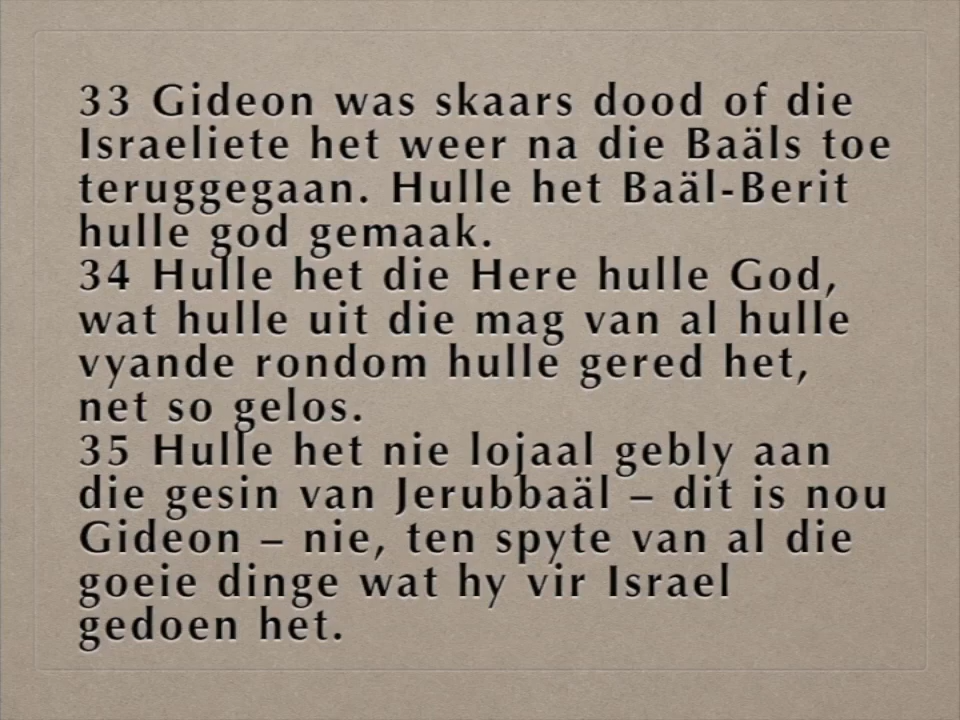 33 Gideon was skaars dood of die
Israeliete het weer na die Baäls toe
teruggegaan. Hulle het Baäl-Berit
hulle god gemaak.
34 Hulle het die Here hulle God,
wat hulle uit die mag van al hulle
vyande rondom hulle gered het,
net so gelos.
35 Hulle het nie lojaal gebly aan
die gesin van Jerubbaäl – dit is nou
Gideon – nie, ten spyte van al die
goeie dinge wat hy vir Israel
gedoen het.